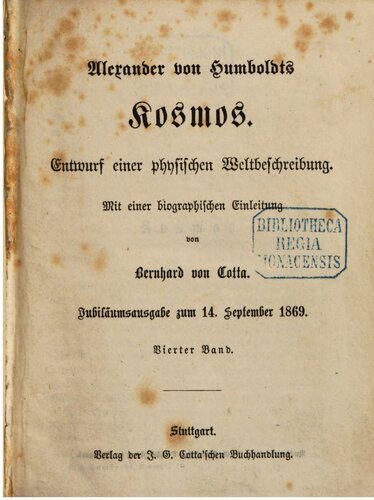 Alexander von Humboldts
Kosmos.
Entwurf einer physischen Weltbeschreibung.
Mit einer biographischen Einleitung
von
BIBLIOTHECA
REGIA
MONACENSIS
Bernhard von Cotta.
Jubiläumsausgabe zum 14. September 1869.
Vierter Band.
Stuttgart.
Verlag der J. G. Cotta'schen Buchhandlung.